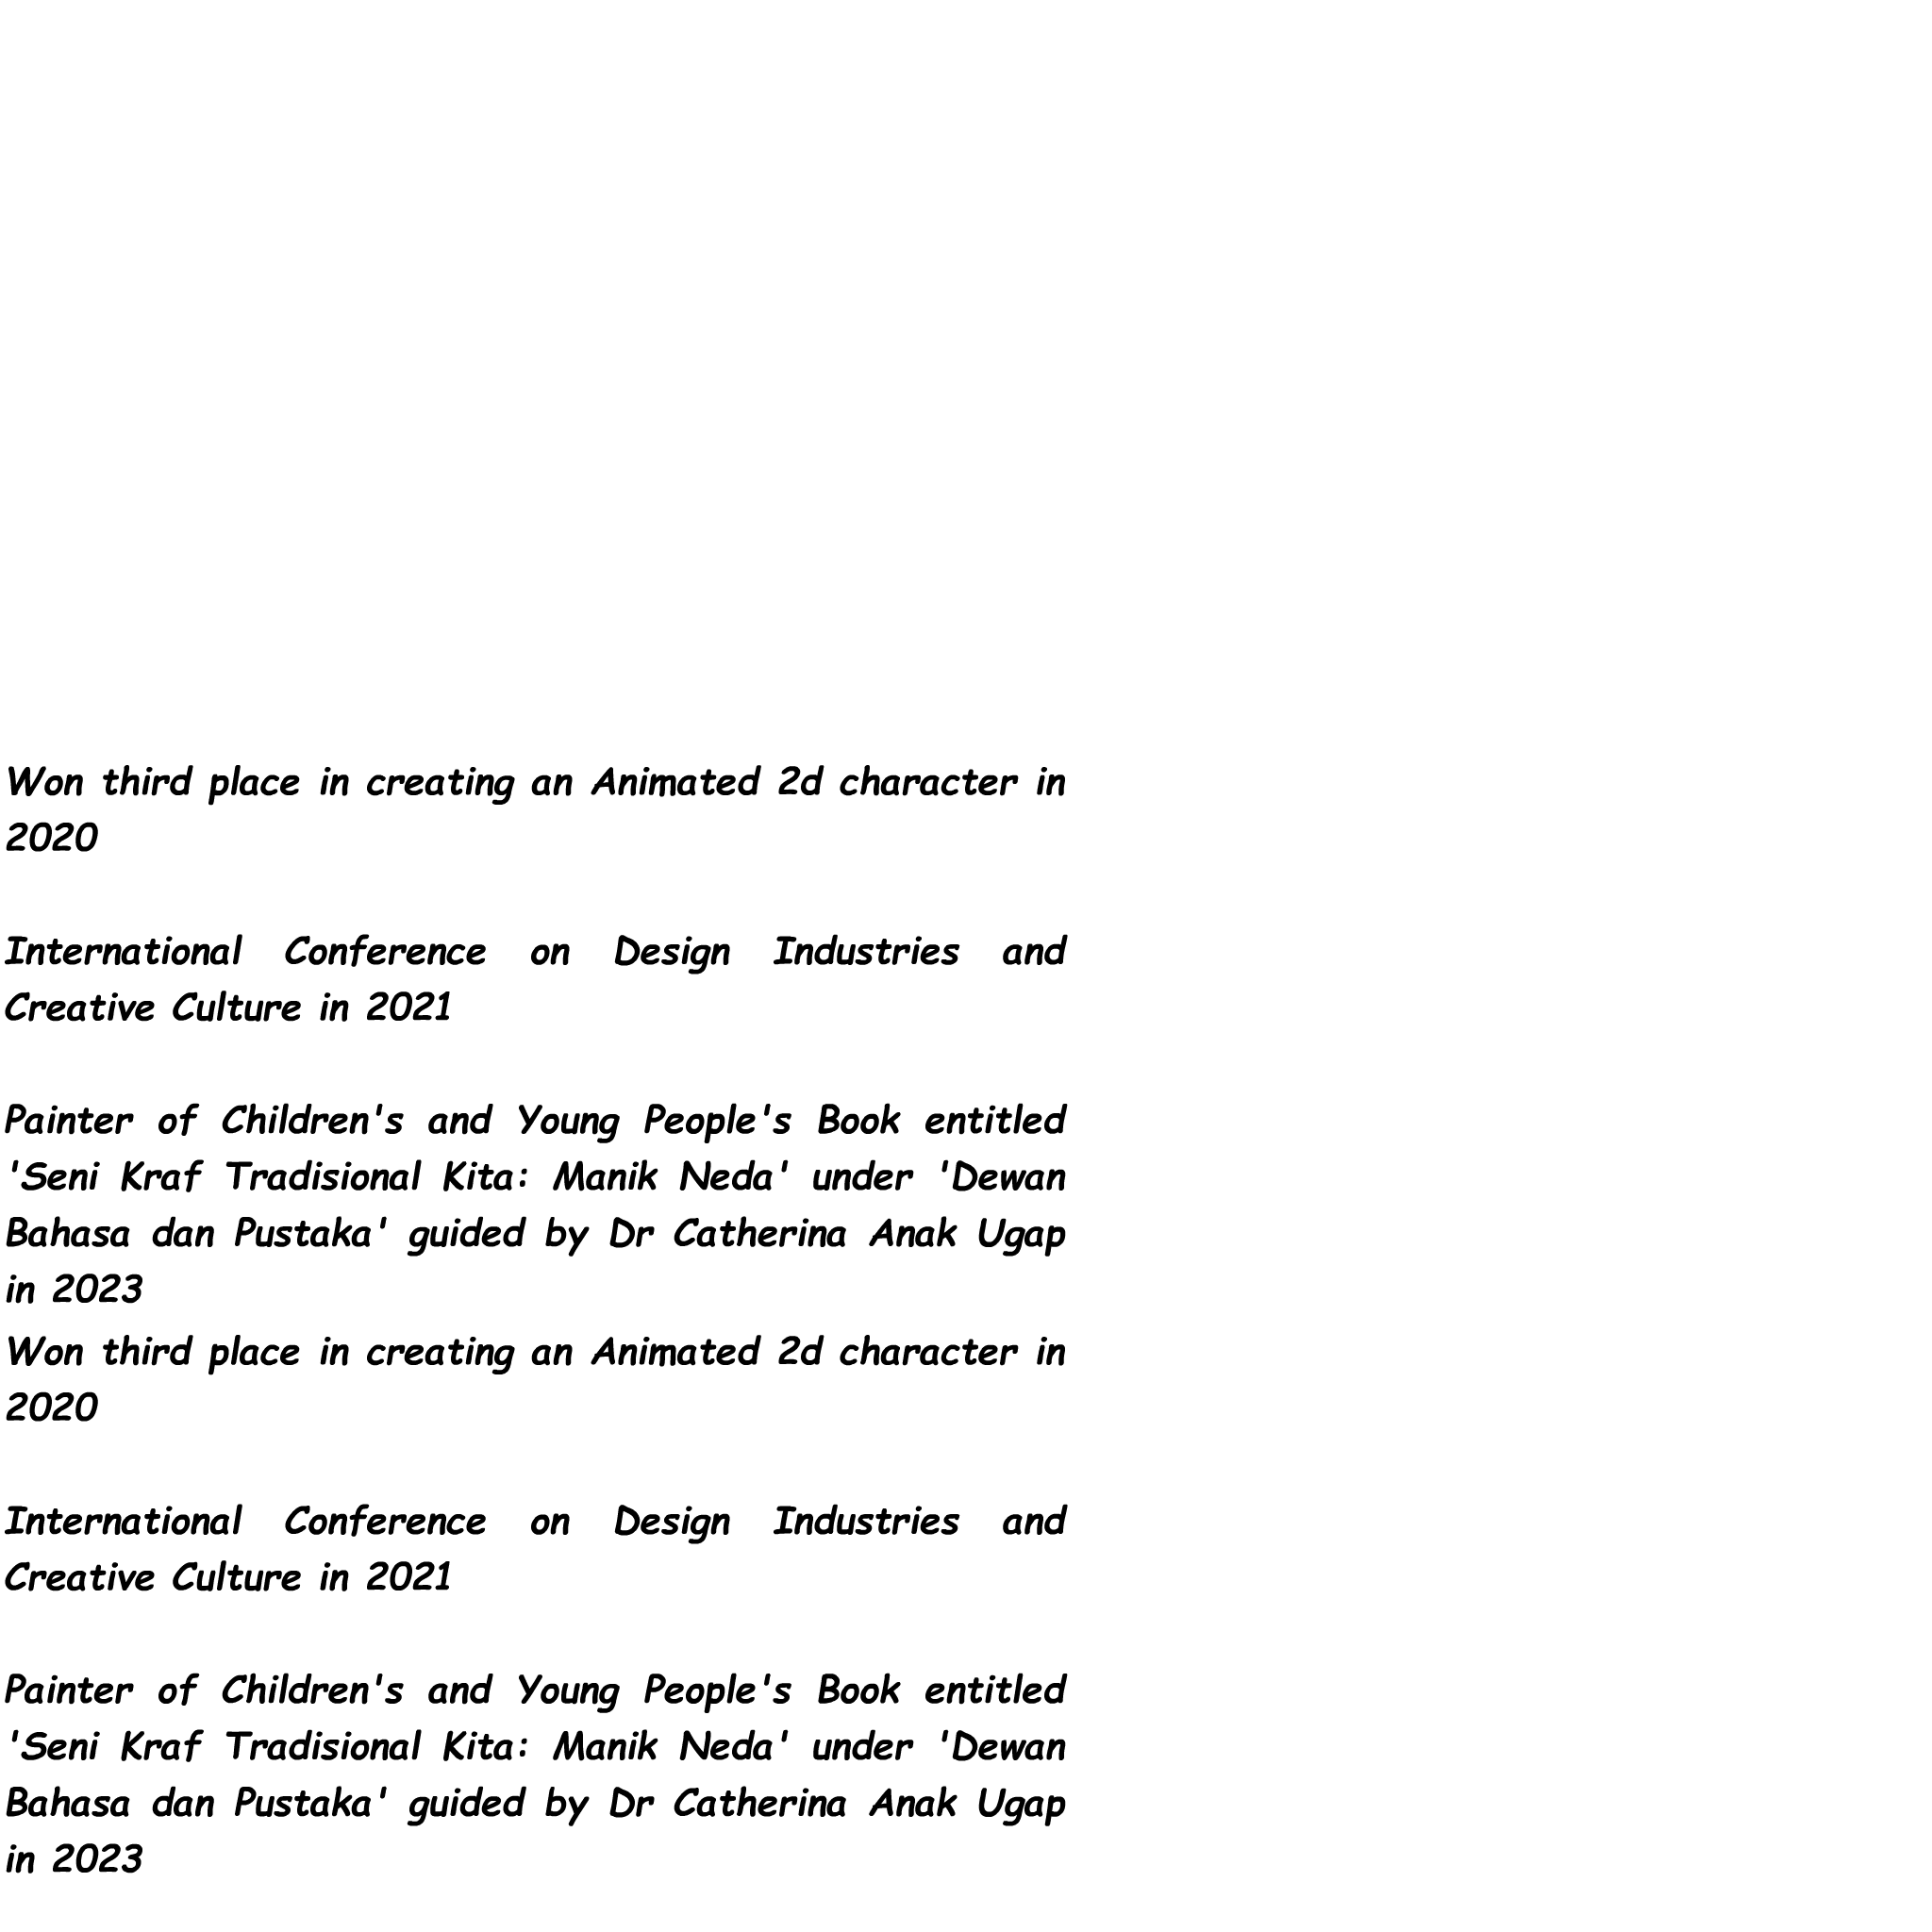 Won third place in creating an Animated 2d character in
2020
International Conference on Design Industries and
Creative Culture in 2021
Painter of Children's and Young People's Book entitled
'Seni Kraf Tradisional Kita: Manik Neda' under 'Dewan
Bahasa dan Pustaka' guided by Dr Catherina Anak Ugap
in 2023
Won third place in creating an Animated 2d character in
2020
International Conference on Design Industries and
Creative Culture in 2021
Painter of Children's and Young People's Book entitled
'Seni Kraf Tradisional Kita: Manik Neda' under 'Dewan
Bahasa dan Pustaka' guided by Dr Catherina Anak Ugap
in 2023